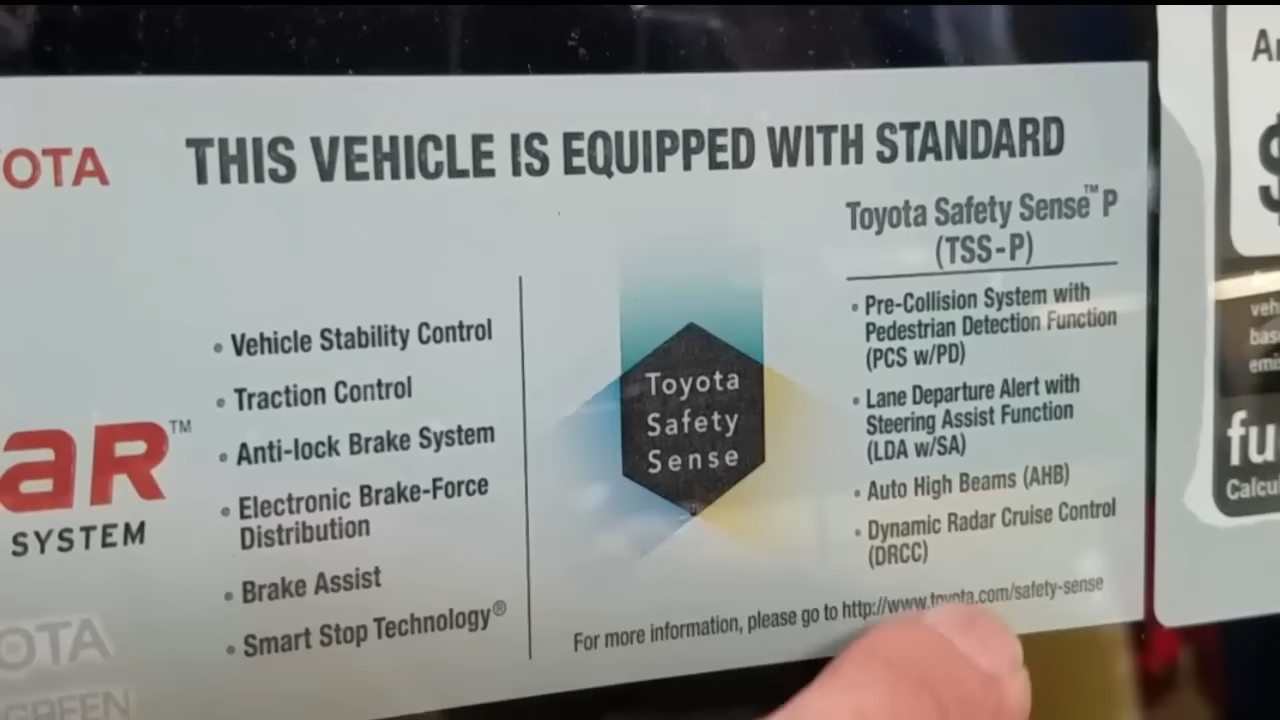 THIS VEHICLE IS EQUIPPED WITH STANDARD
OTA
aR™
SYSTEM
• Vehicle Stability Control
• Traction Control
• Anti-lock Brake System
• Electronic Brake-Force
Distribution
• Brake Assist
• Smart Stop Technology®
Toyota
Safety
Sense
Toyota Safety Sense™ P
(TSS-P)
• Pre-Collision System with
Pedestrian Detection Function
(PCS w/PD)
• Lane Departure Alert with
Steering Assist Function
(LDA w/SA)
• Auto High Beams (AHB)
• Dynamic Radar Cruise Control
(DRCC)
For more information, please go to http://www.toyota.com/safety-sense
OTA
GREEN
$
fu